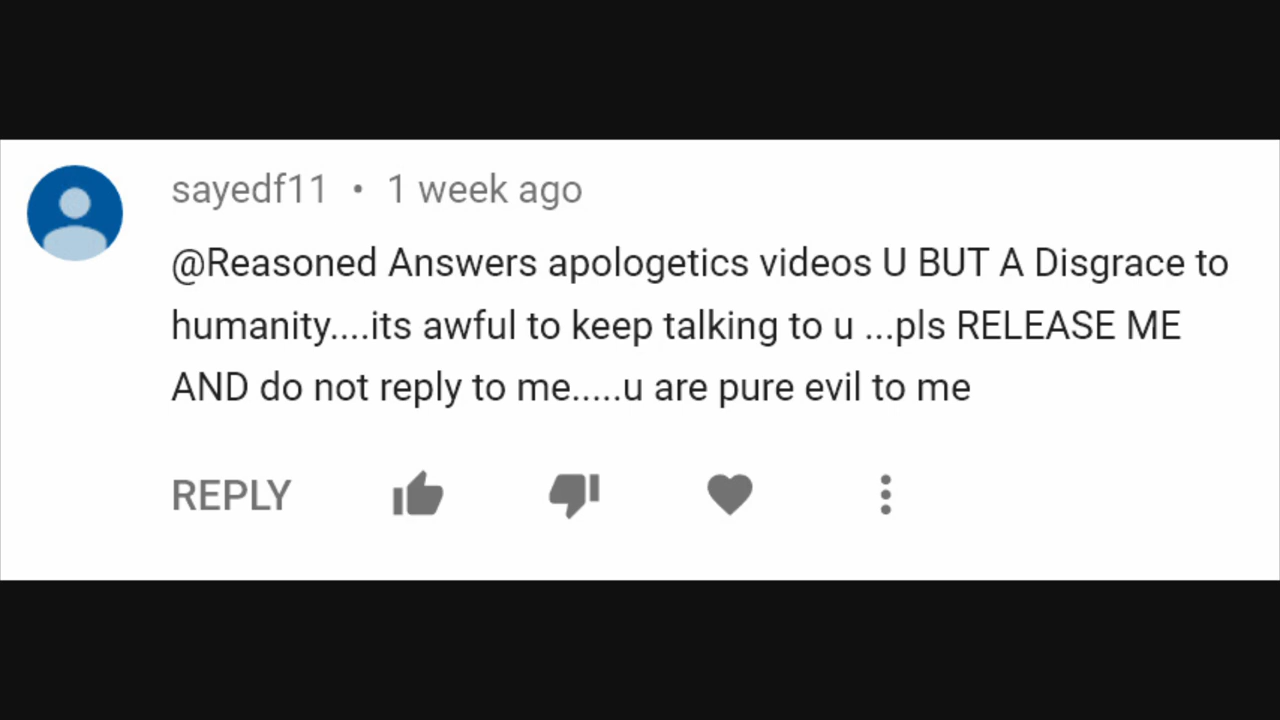 sayedf11 • 1 week ago
@Reasoned Answers apologetics videos U BUT A Disgrace to
humanity....its awful to keep talking to u ...pls RELEASE ME
AND do not reply to me.....u are pure evil to me
REPLY